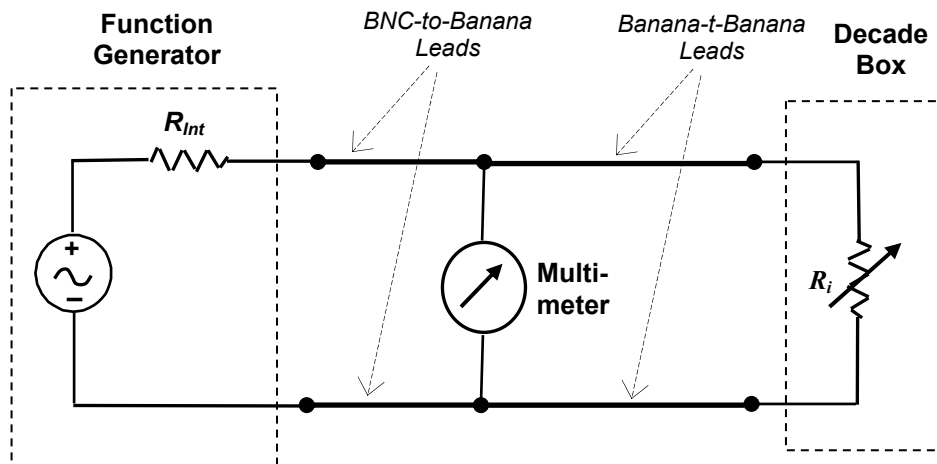 Function
Generator
BNC-to-Banana
Leads
Banana-t-Banana
Leads
Decade
Box
R_Int
+
−
Multi-
meter
R_i